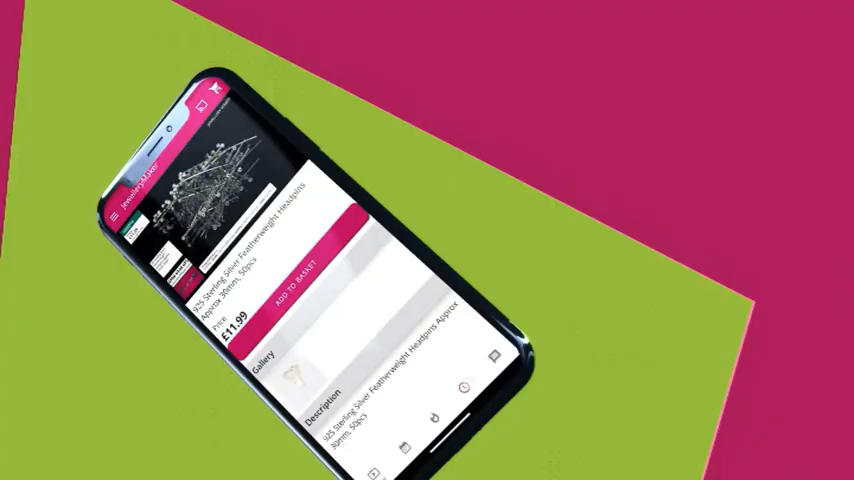 JewelleryMaker
925 Sterling Silver Featherweight Headpins
Approx 30mm, 50pcs
Price
£11.99
ADD TO BASKET
Gallery
Description
925 Sterling Silver Featherweight Headpins Approx
30mm, 50pcs